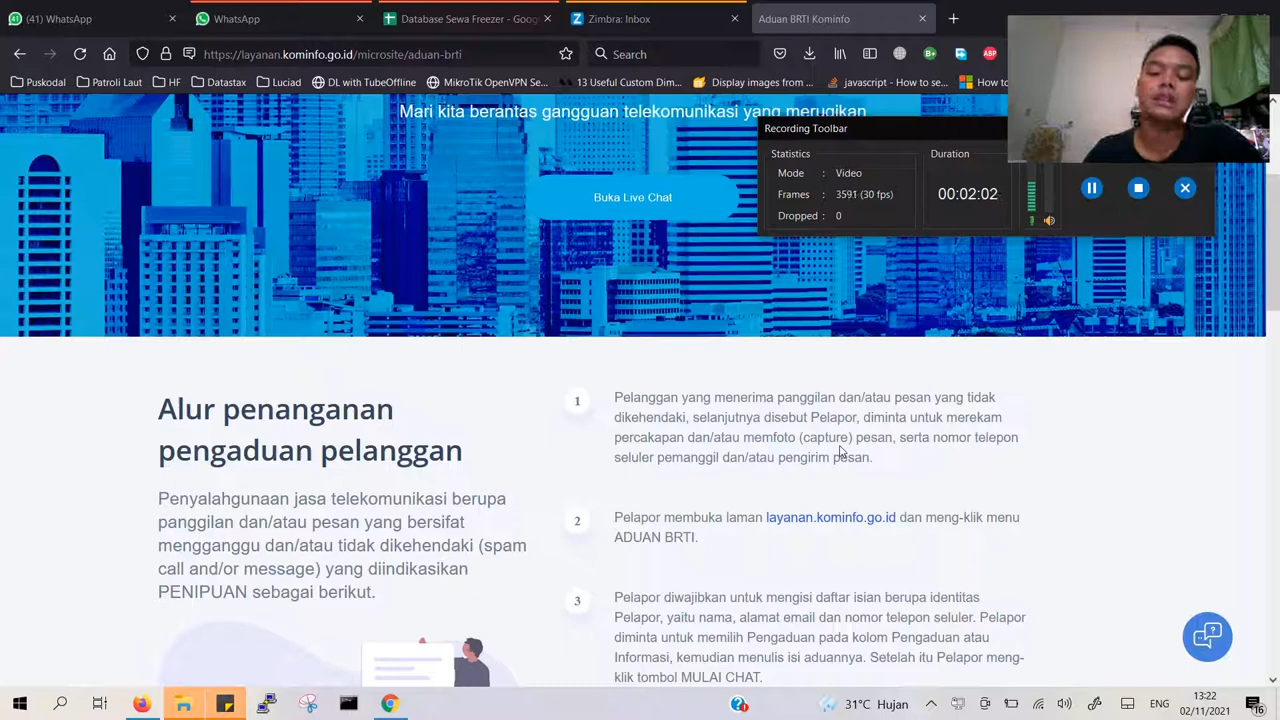 (41) WhatsApp
WhatsApp
Database Sewa Freezer - Goog
Zimbra: Inbox
Aduan BRTI Kominfo
https://layanan.kominfo.go.id/microsite/aduan-brti
Search
Puskodal
Patroli Laut
HF
Datastax
Luciad
DL with TubeOffline
MikroTik OpenVPN Se...
13 Useful Custom Dim...
Display images from ...
javascript - How to se...
How to
Mari kita berantas gangguan telekomunikasi yang merugikan
Buka Live Chat
Recording Toolbar
Statistics
Duration
Mode : Video
Frames : 3591 (30 fps)
Dropped : 0
00:02:02
Alur penanganan
pengaduan pelanggan
Penyalahgunaan jasa telekomunikasi berupa
panggilan dan/atau pesan yang bersifat
mengganggu dan/atau tidak dikehendaki (spam
call and/or message) yang diindikasikan
PENIPUAN sebagai berikut.
1
Pelanggan yang menerima panggilan dan/atau pesan yang tidak
dikehendaki, selanjutnya disebut Pelapor, diminta untuk merekam
percakapan dan/atau memfoto (capture) pesan, serta nomor telepon
seluler pemanggil dan/atau pengirim pesan.
2
Pelapor membuka laman layanan.kominfo.go.id dan meng-klik menu
ADUAN BRTI.
3
Pelapor diwajibkan untuk mengisi daftar isian berupa identitas
Pelapor, yaitu nama, alamat email dan nomor telepon seluler. Pelapor
diminta untuk memilih Pengaduan pada kolom Pengaduan atau
Informasi, kemudian menulis isi aduannya. Setelah itu Pelapor meng-
klik tombol MULAI CHAT.
31°C Hujan
ENG
13:22
02/11/2021
16